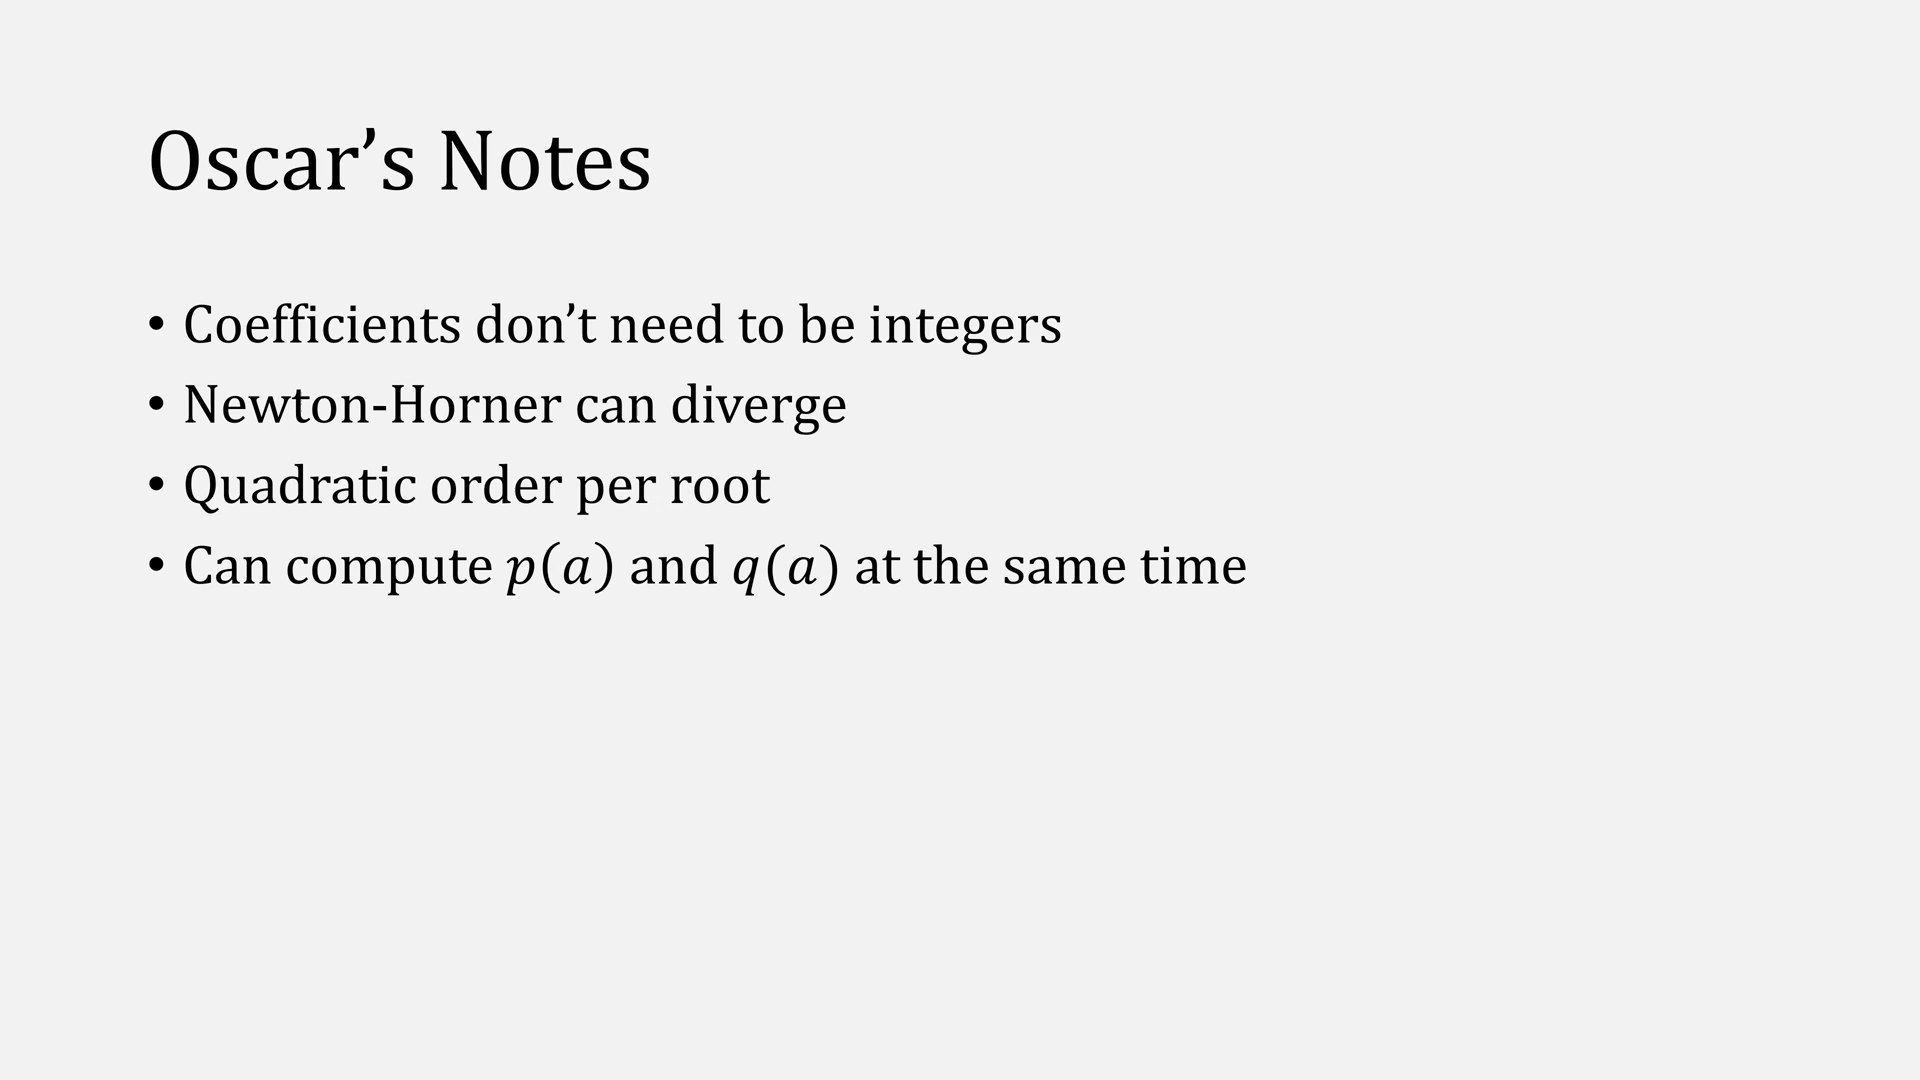 Oscar’s Notes
• Coefficients don’t need to be integers
• Newton-Horner can diverge
• Quadratic order per root
• Can compute p(a) and q(a) at the same time